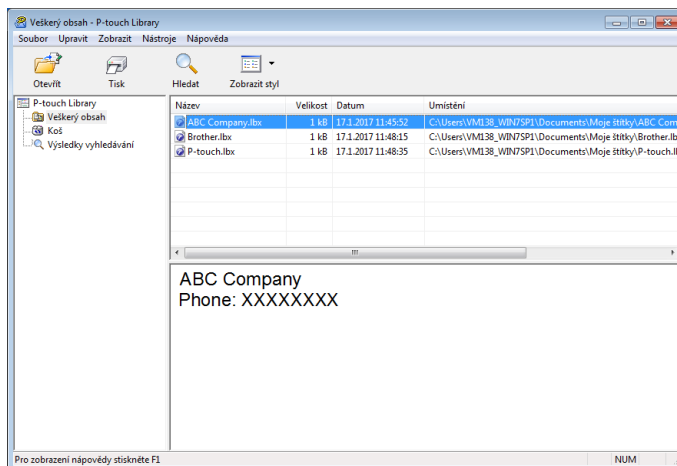 Veškerý obsah - P-touch Library
Soubor Upravit Zobrazit Nástroje Nápověda
Otevřít Tisk Hledat Zobrazit styl
P-touch Library
Veškerý obsah
Koš
Výsledky vyhledávání
Název Velikost Datum Umístění
ABC Company.lbx 1 kB 17.1.2017 11:45:52 C:\Users\VM138_WIN7SP1\Documents\Moje štítky\ABC Com
Brother.lbx 1 kB 17.1.2017 11:48:15 C:\Users\VM138_WIN7SP1\Documents\Moje štítky\Brother.lb
P-touch.lbx 1 kB 17.1.2017 11:48:35 C:\Users\VM138_WIN7SP1\Documents\Moje štítky\P-touch.l
ABC Company
Phone: XXXXXXXX
Pro zobrazení nápovědy stiskněte F1 NUM